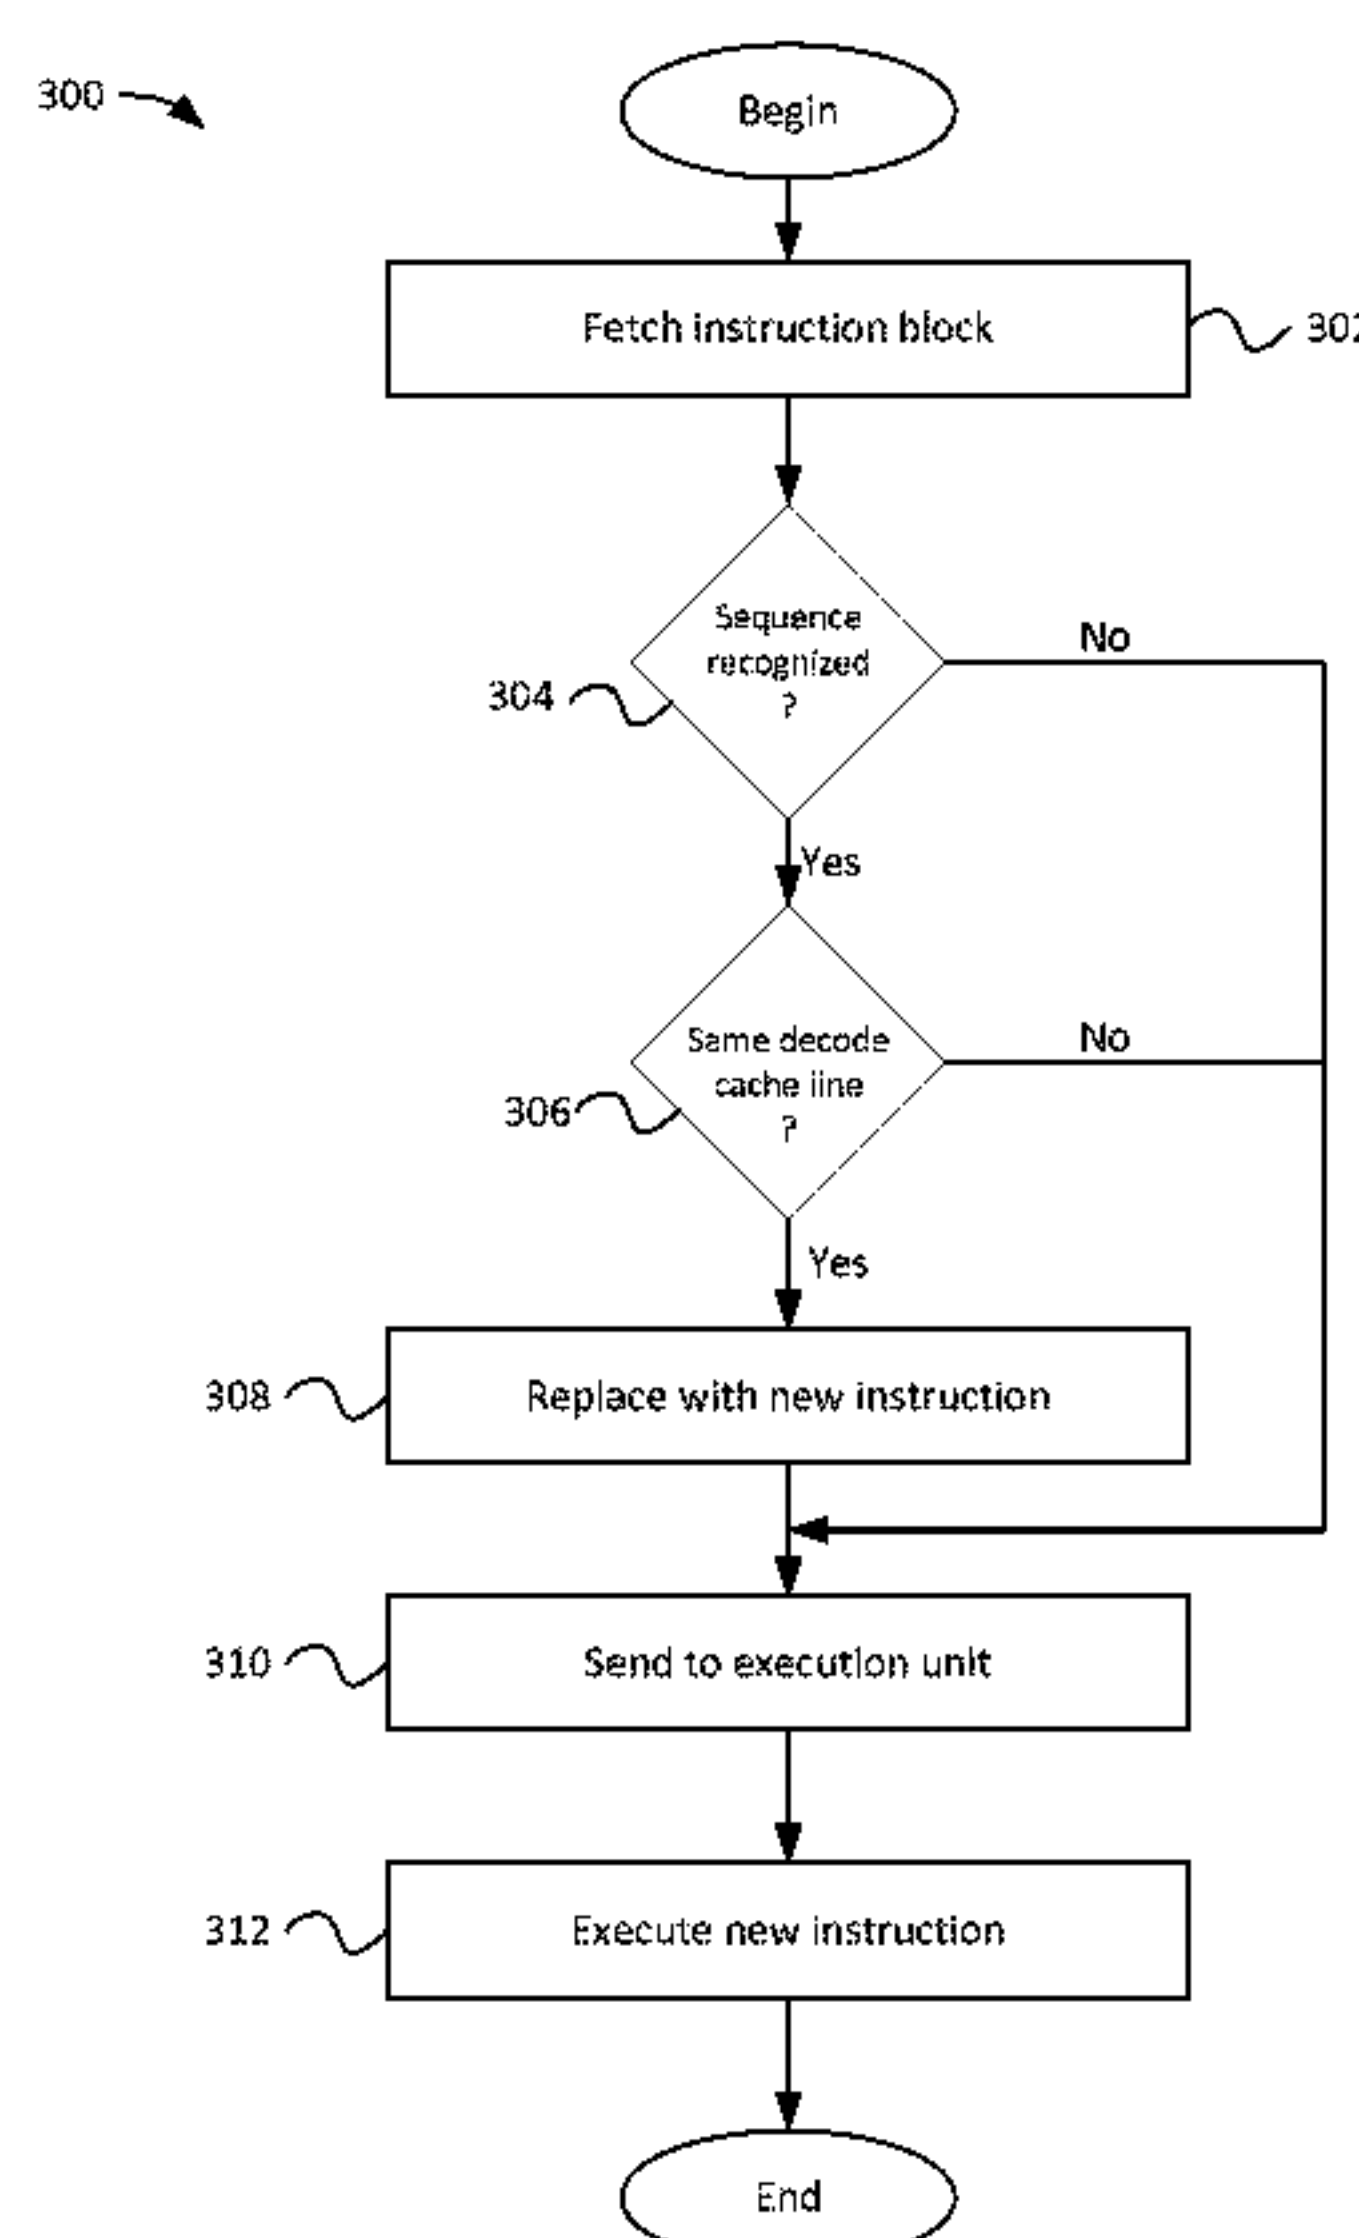 300
Begin
Fetch instruction block
302
Sequence
recognized
?
No
304
Yes
Same decode
cache line
?
No
306
Yes
308
Replace with new instruction
310
Send to execution unit
312
Execute new instruction
End